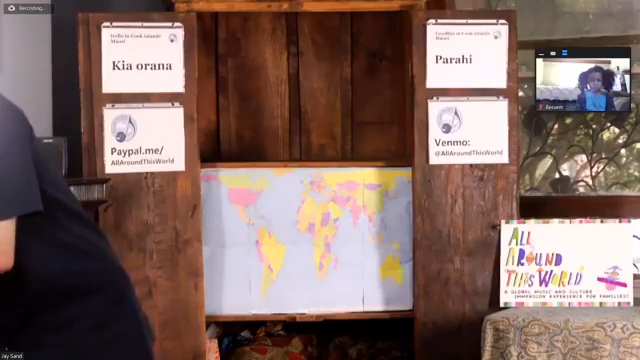 Recording...
Hello in Cook islands
Māori
Kia orana
Paypal.me/
AllAroundThisWorld
Goodbye in Cook islands
Māori
Parahi
Venmo:
@AllAroundThisWorld
Bassem
ALL
AROUND
THIS WORLD
A GLOBAL MUSIC AND CULTURE
IMMERSION EXPERIENCE FOR FAMILIES!
Jay Sand